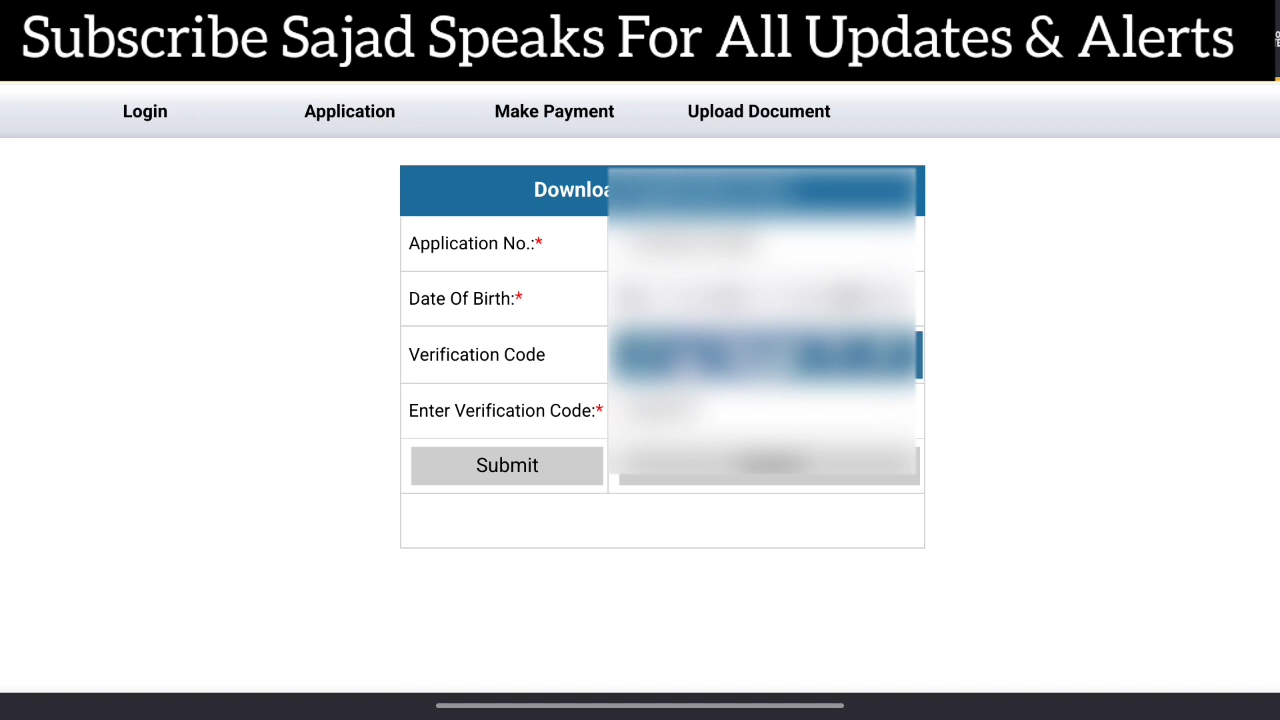 Subscribe Sajad Speaks For All Updates & Alerts
Login Application Make Payment Upload Document
Application No.:*
Date Of Birth:*
Verification Code
Enter Verification Code:*
Submit